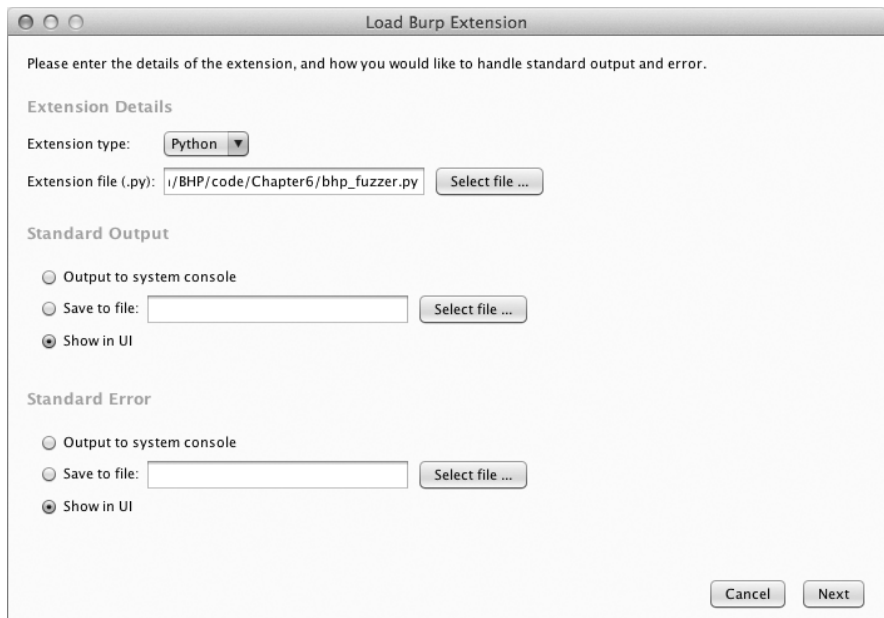 Load Burp Extension
Please enter the details of the extension, and how you would like to handle standard output and error.
Extension Details
Extension type: Python
Extension file (.py): ı/BHP/code/Chapter6/bhp_fuzzer.py Select file ...
Standard Output
Output to system console
Save to file: Select file ...
Show in UI
Standard Error
Output to system console
Save to file: Select file ...
Show in UI
Cancel Next